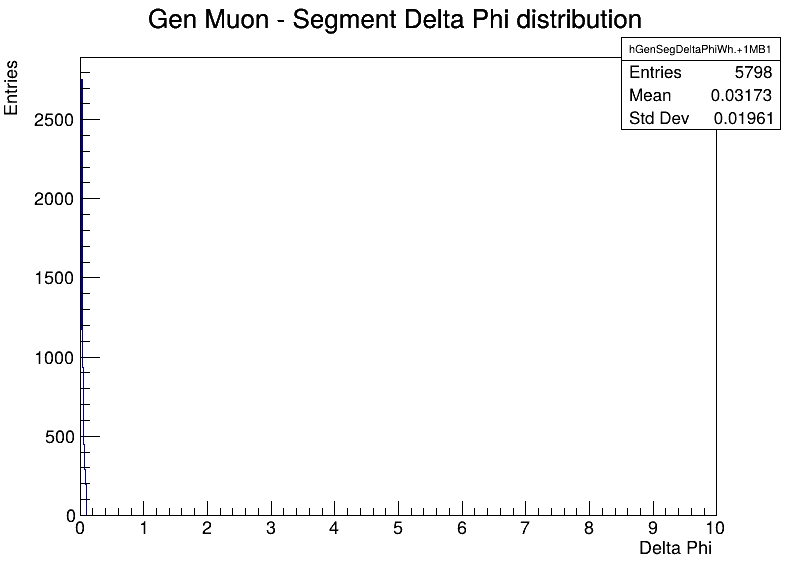 Gen Muon - Segment Delta Phi distribution
hGenSegDeltaPhiWh.+1MB1
Entries 5798
Mean 0.03173
Std Dev 0.01961
Entries
2500
2000
1500
1000
500
0
0 1 2 3 4 5 6 7 8 9 10
Delta Phi